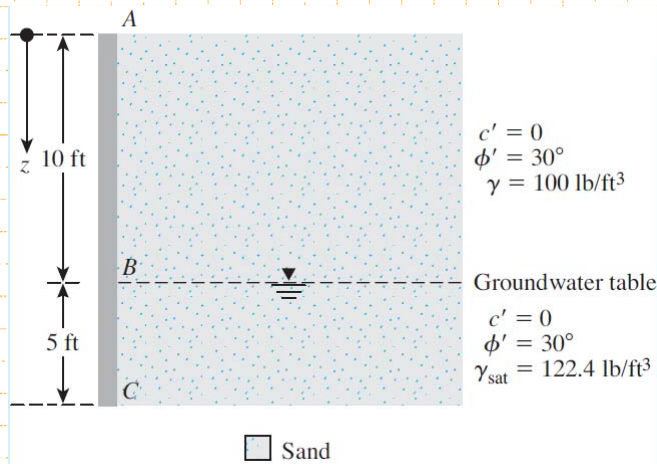 A
z
10 ft
c′ = 0
ϕ′ = 30°
γ = 100 lb/ft³
B
Groundwater table
5 ft
c′ = 0
ϕ′ = 30°
γsat = 122.4 lb/ft³
C
Sand